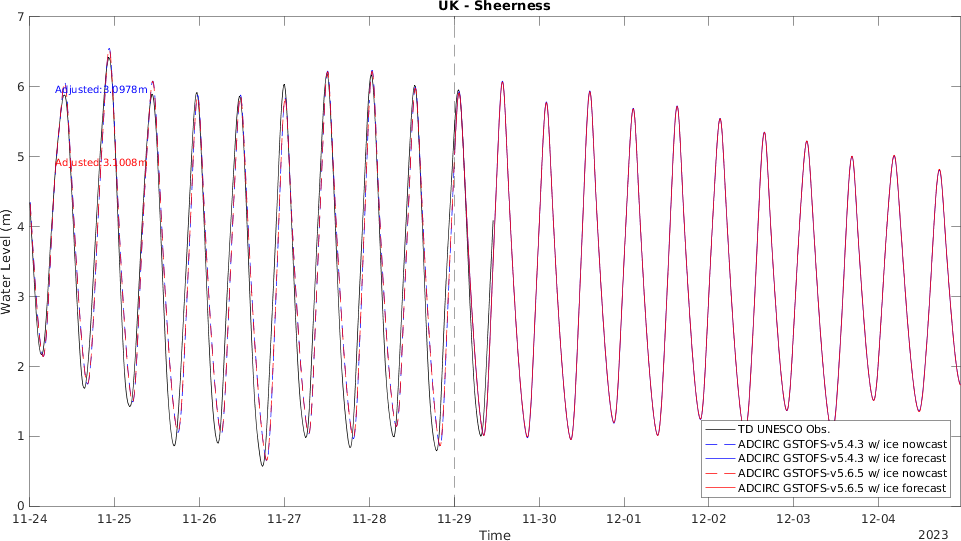 UK - Sheerness
7
6
5
4
3
2
1
0
Water Level (m)
Adjusted:3.0978m
Adjusted:3.1008m
TD UNESCO Obs.
ADCIRC GSTOFS-v5.4.3 w/ ice nowcast
ADCIRC GSTOFS-v5.4.3 w/ ice forecast
ADCIRC GSTOFS-v5.6.5 w/ ice nowcast
ADCIRC GSTOFS-v5.6.5 w/ ice forecast
11-24 11-25 11-26 11-27 11-28 11-29 11-30 12-01 12-02 12-03 12-04
Time
2023